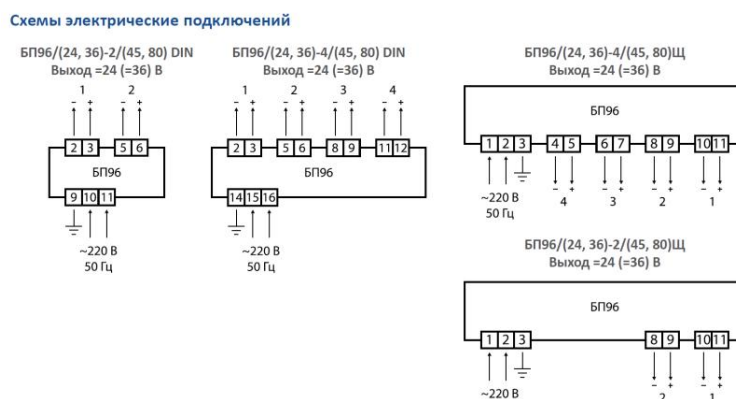 Схемы электрические подключений
БП96/(24, 36)-2/(45, 80) DIN
Выход =24 (=36) В
1 2
- + - +
2 3 5 6
БП96
9 10 11
~220 В
50 Гц
БП96/(24, 36)-4/(45, 80) DIN
Выход =24 (=36) В
1 2 3 4
- + - + - + - +
2 3 5 6 8 9 11 12
БП96
14 15 16
~220 В
50 Гц
БП96/(24, 36)-4/(45, 80)Щ
Выход =24 (=36) В
БП96
1 2 3 4 5 6 7 8 9 10 11
- + - + - + - +
~220 В
50 Гц
4 3 2 1
БП96/(24, 36)-2/(45, 80)Щ
Выход =24 (=36) В
БП96
1 2 3 8 9 10 11
- + - +
~220 В
2 1